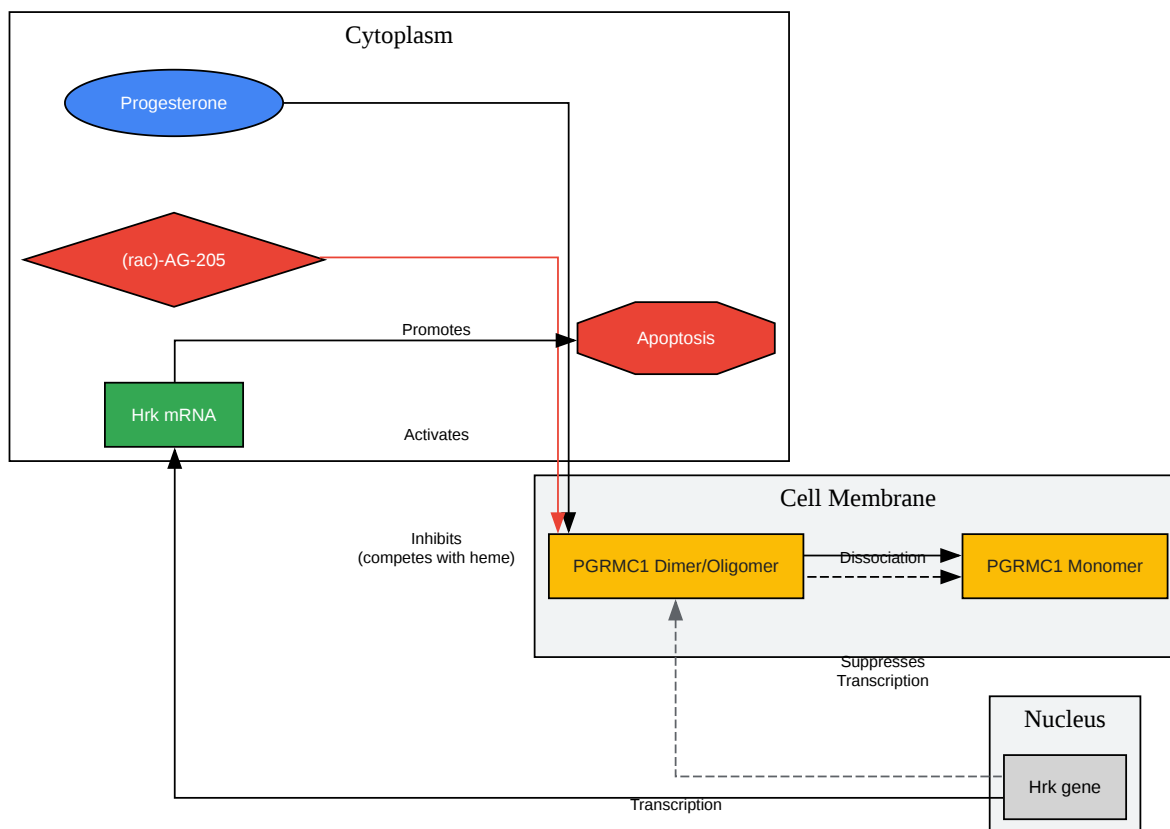 Cytoplasm
Progesterone
(rac)-AG-205
Promotes
Apoptosis
Hrk mRNA
Activates
Cell Membrane
Inhibits
(competes with heme)
PGRMC1 Dimer/Oligomer
Dissociation
PGRMC1 Monomer
Suppresses
Transcription
Nucleus
Hrk gene
Transcription